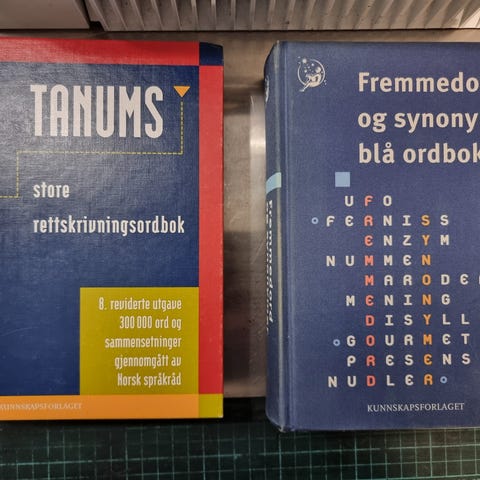 TANUMS
store
rettskrivningsordbok
8. reviderte utgave
300 000 ord og
sammensetninger
gjennomgått av
Norsk språkråd
KUNNSKAPSFORLAGET
Fremmedord
Fremmedo
og synony
blå ordbok
UFO
FERNISS
ENZYM
NUMMEN
MARODE
MENING
DISYLL
GOURMET
PRESENS
NUDLER
KUNNSKAPSFORLAGET